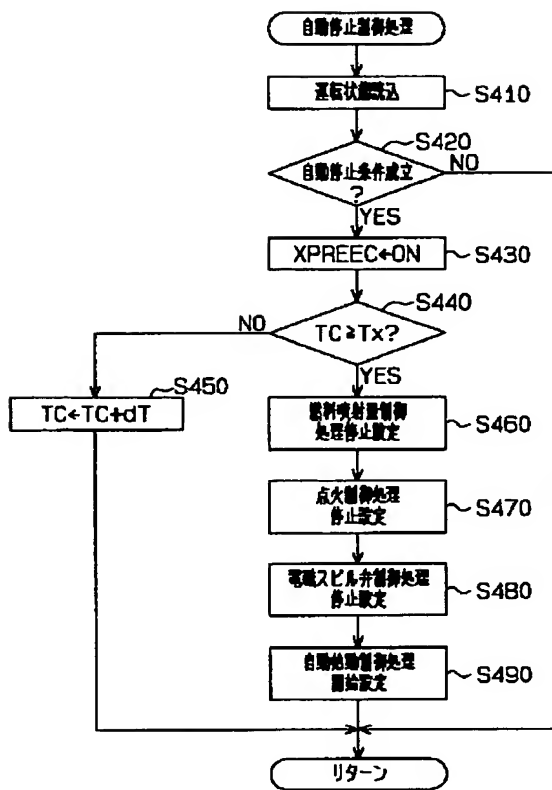 自動停止制御処理
運転状態読込
S410
S420
自動停止条件成立
?
NO
YES
XPREEC←ON
S430
S440
TC≧Tx?
NO
YES
S450
TC←TC+dT
燃料噴射量制御
処理停止設定
S460
点火制御処理
停止設定
S470
電磁スピル弁制御処理
停止設定
S480
自動始動制御処理
開始設定
S490
リターン